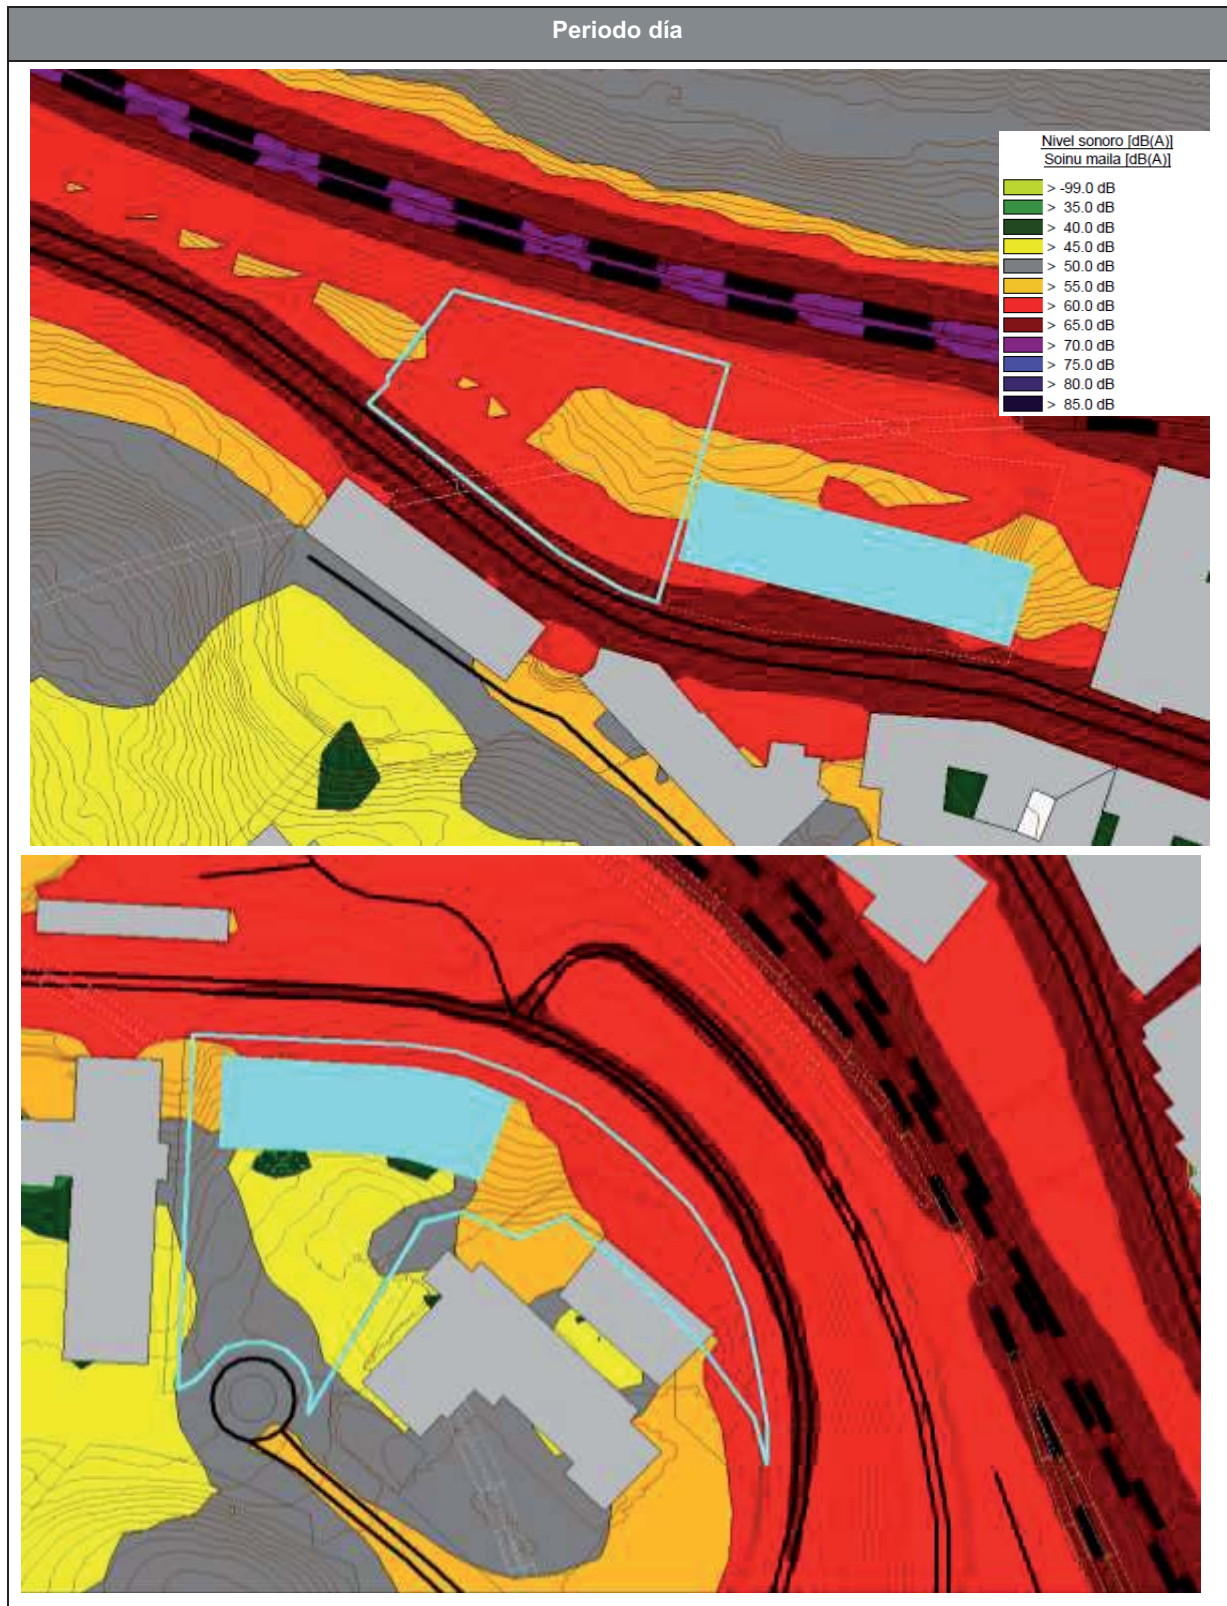 Periodo día
Nivel sonoro [dB(A)]
Soinu maila [dB(A)]
> -99.0 dB
> 35.0 dB
> 40.0 dB
> 45.0 dB
> 50.0 dB
> 55.0 dB
> 60.0 dB
> 65.0 dB
> 70.0 dB
> 75.0 dB
> 80.0 dB
> 85.0 dB